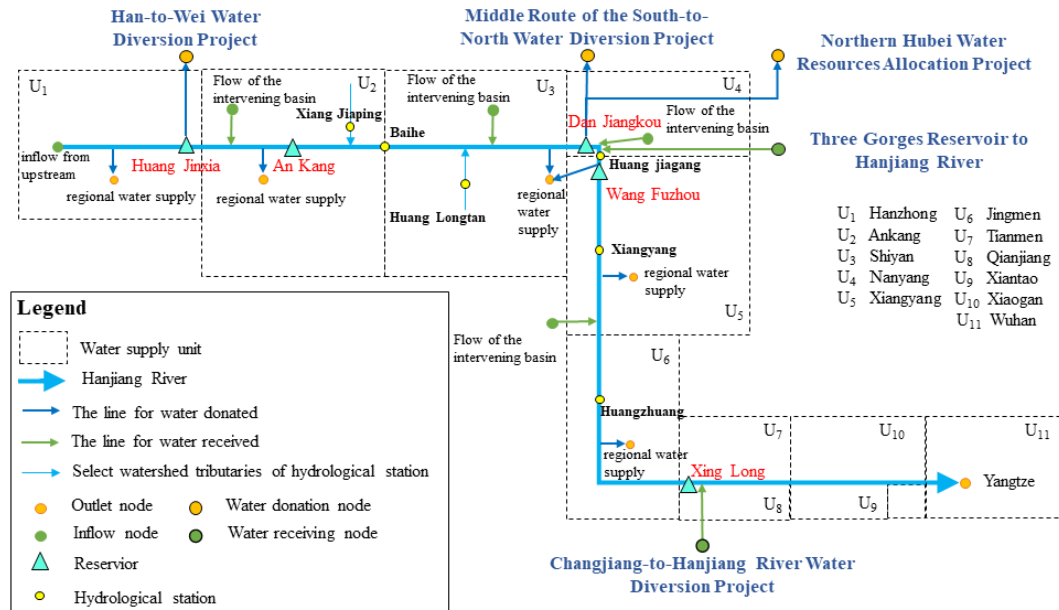 Han-to-Wei Water
Diversion Project
Middle Route of the South-to-
North Water Diversion Project
Northern Hubei Water
Resources Allocation Project
U1
Flow of the
intervening basin
U2
Xiang Jiaping
Baihe
Flow of the
intervening basin
U3
U4
Dan Jiangkou
Flow of the
intervening basin
inflow from
upstream
Huang Jinxia
regional water supply
An Kang
regional water supply
Huang Longtan
regional
water
supply
Huang jiagang
Wang Fuzhou
Three Gorges Reservoir to
Hanjiang River
Xiangyang
regional water
supply
U5
U1 Hanzhong
U2 Ankang
U3 Shiyan
U4 Nanyang
U5 Xiangyang
U6 Jingmen
U7 Tianmen
U8 Qianjiang
U9 Xiantao
U10 Xiaogan
U11 Wuhan
Flow of the
intervening basin
U6
Huangzhuang
regional water
supply
U7
U10
U11
Xing Long
Yangtze
U8
U9
Changjiang-to-Hanjiang River Water
Diversion Project
Legend
Water supply unit
Hanjiang River
The line for water donated
The line for water received
Select watershed tributaries of hydrological station
Outlet node
Water donation node
Inflow node
Water receiving node
Reservior
Hydrological station